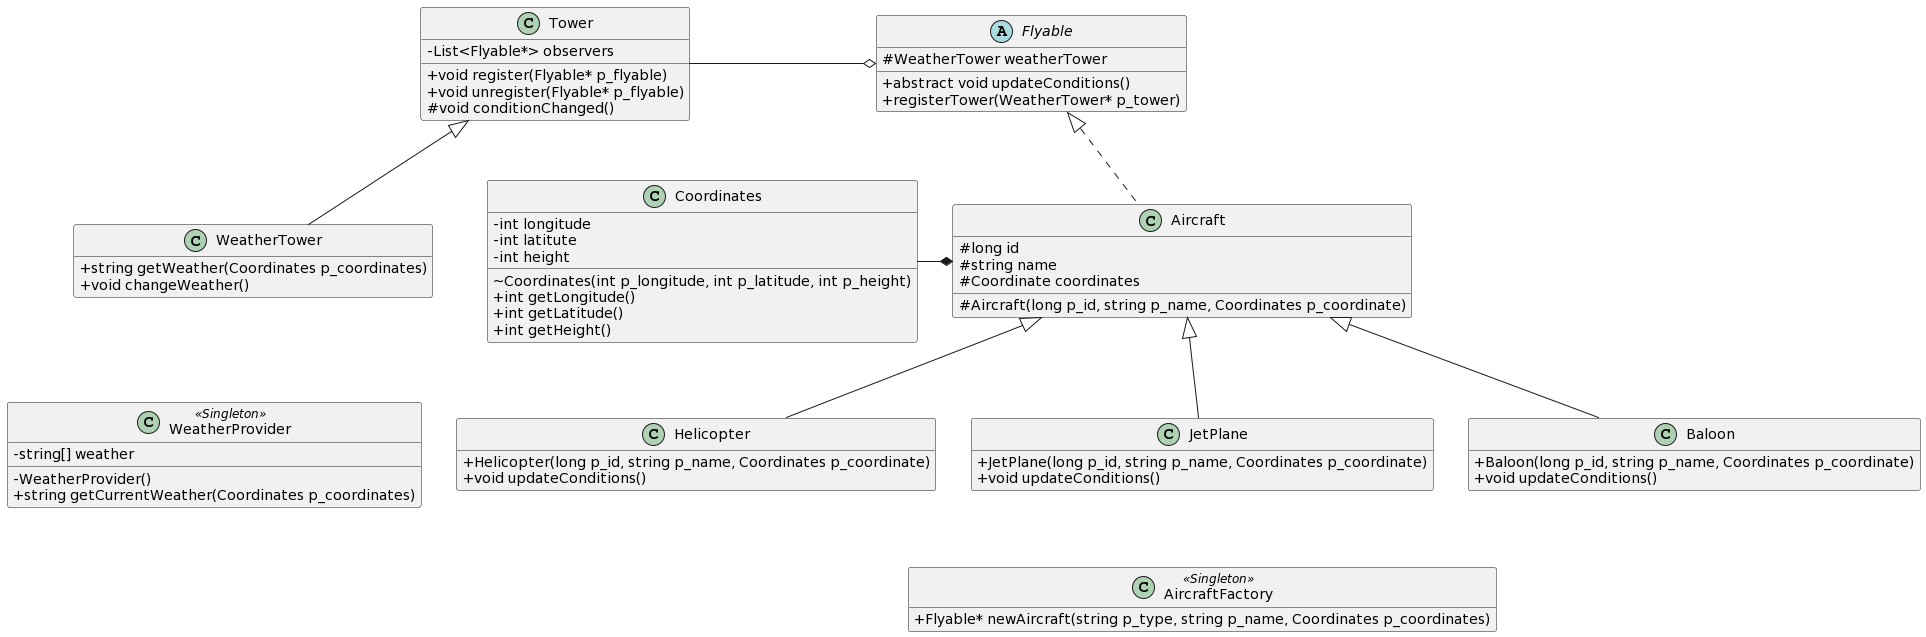 C Tower
-List<Flyable*> observers
+void register(Flyable* p_flyable)
+void unregister(Flyable* p_flyable)
#void conditionChanged()
A Flyable
#WeatherTower weatherTower
+abstract void updateConditions()
+registerTower(WeatherTower* p_tower)
C WeatherTower
+string getWeather(Coordinates p_coordinates)
+void changeWeather()
C Coordinates
-int longitude
-int latitute
-int height
~Coordinates(int p_longitude, int p_latitude, int p_height)
+int getLongitude()
+int getLatitude()
+int getHeight()
C Aircraft
#long id
#string name
#Coordinate coordinates
#Aircraft(long p_id, string p_name, Coordinates p_coordinate)
«Singleton»
C WeatherProvider
-string[] weather
-WeatherProvider()
+string getCurrentWeather(Coordinates p_coordinates)
C Helicopter
+Helicopter(long p_id, string p_name, Coordinates p_coordinate)
+void updateConditions()
C JetPlane
+JetPlane(long p_id, string p_name, Coordinates p_coordinate)
+void updateConditions()
C Baloon
+Baloon(long p_id, string p_name, Coordinates p_coordinate)
+void updateConditions()
«Singleton»
C AircraftFactory
+Flyable* newAircraft(string p_type, string p_name, Coordinates p_coordinates)